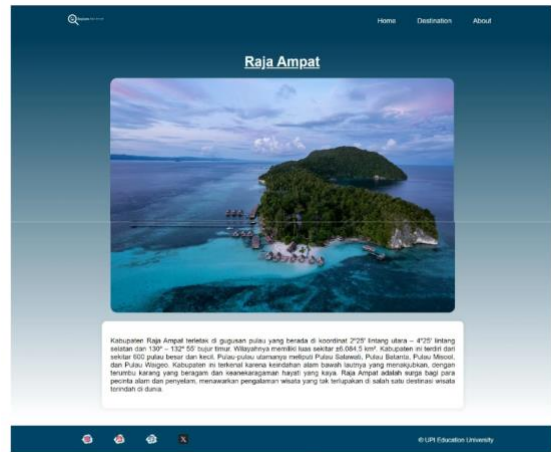 Home Destination About
Raja Ampat
Kabupaten Raja Ampat terletak di gugusan pulau yang berada di koordinat 2°25' lintang utara – 4°25' lintang
selatan dan 130° – 132° 55' bujur timur. Wilayahnya memiliki luas sekitar ±6.084,5 km². Kabupaten ini terdiri dari
sekitar 600 pulau besar dan kecil. Pulau-pulau utamanya meliputi Pulau Salawati, Pulau Batanta, Pulau Misool,
dan Pulau Waigeo. Kabupaten ini terkenal karena keindahan alam bawah lautnya yang menakjubkan, dengan
terumbu karang yang beragam dan keanekaragaman hayati yang kaya. Raja Ampat adalah surga bagi para
pecinta alam dan penyelam, menawarkan pengalaman wisata yang tak terlupakan di salah satu destinasi wisata
terindah di dunia.
© UPI Education University